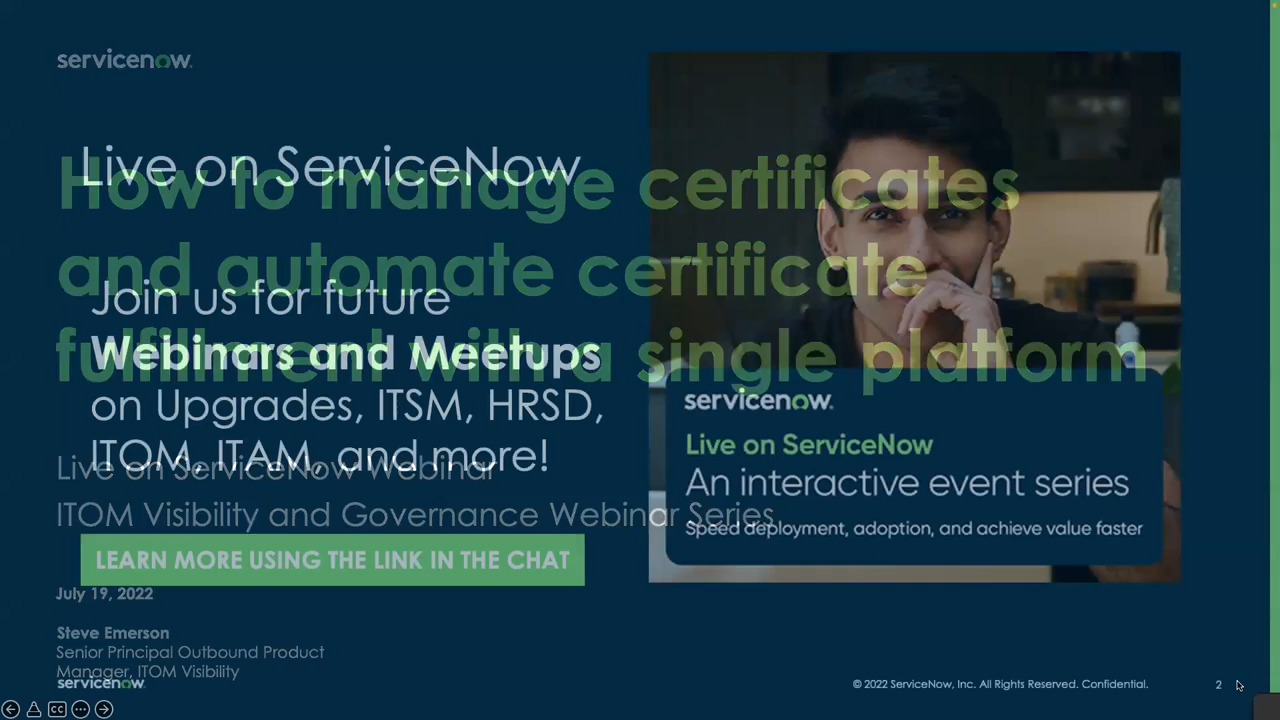 servicenow.
Live on ServiceNow
How to manage certificates
and automate certificate
fulfillment with a single platform
Join us for future
Webinars and Meetups
on Upgrades, ITSM, HRSD,
ITOM, ITAM, and more!
servicenow.
Live on ServiceNow
An interactive event series
Speed deployment, adoption, and achieve value faster
Live on ServiceNow Webinar
ITOM Visibility and Governance Webinar Series
LEARN MORE USING THE LINK IN THE CHAT
July 19, 2022
Steve Emerson
Senior Principal Outbound Product
Manager, ITOM Visibility
servicenow.
© 2022 ServiceNow, Inc. All Rights Reserved. Confidential.
2
CC